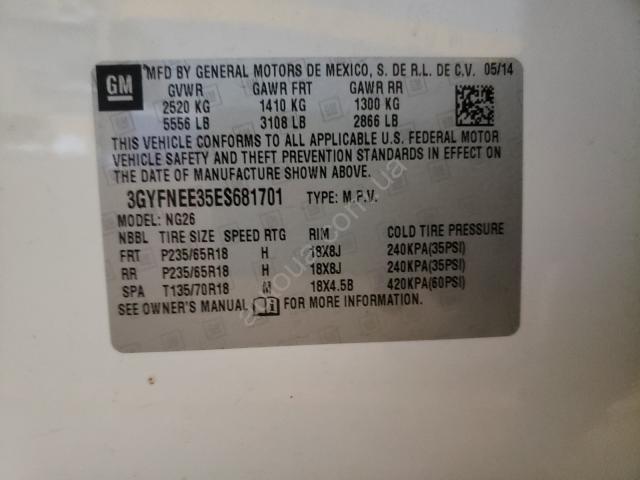 GM MFD BY GENERAL MOTORS DE MEXICO, S. DE R.L. DE C.V. 05/14
GVWR GAWR FRT GAWR RR
2520 KG 1410 KG 1300 KG
5556 LB 3108 LB 2866 LB
THIS VEHICLE CONFORMS TO ALL APPLICABLE U.S. FEDERAL MOTOR
VEHICLE SAFETY AND THEFT PREVENTION STANDARDS IN EFFECT ON
THE DATE OF MANUFACTURE SHOWN ABOVE.
3GYFNEE35ES681701 TYPE: M.P.V.
MODEL: NG26
NBBL TIRE SIZE SPEED RTG RIM COLD TIRE PRESSURE
FRT P235/65R18 H 18X8J 240KPA(35PSI)
RR P235/65R18 H 18X8J 240KPA(35PSI)
SPA T135/70R18 M 18X4.5B 420KPA(60PSI)
SEE OWNER'S MANUAL FOR MORE INFORMATION.